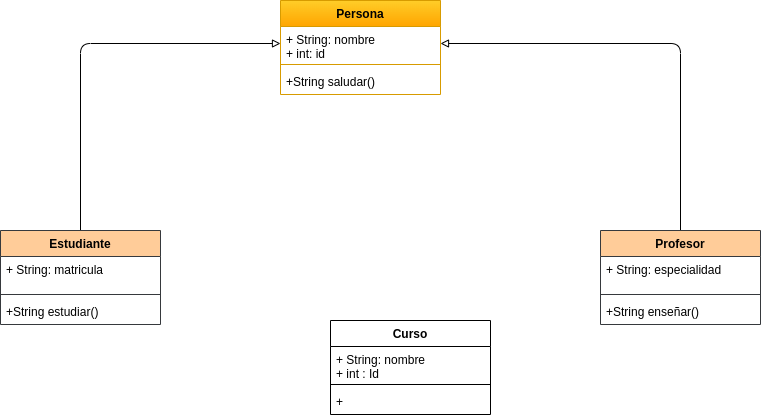 Persona
+ String: nombre
+ int: id
+String saludar()
Estudiante
+ String: matricula
+String estudiar()
Profesor
+ String: especialidad
+String enseñar()
Curso
+ String: nombre
+ int : Id
+